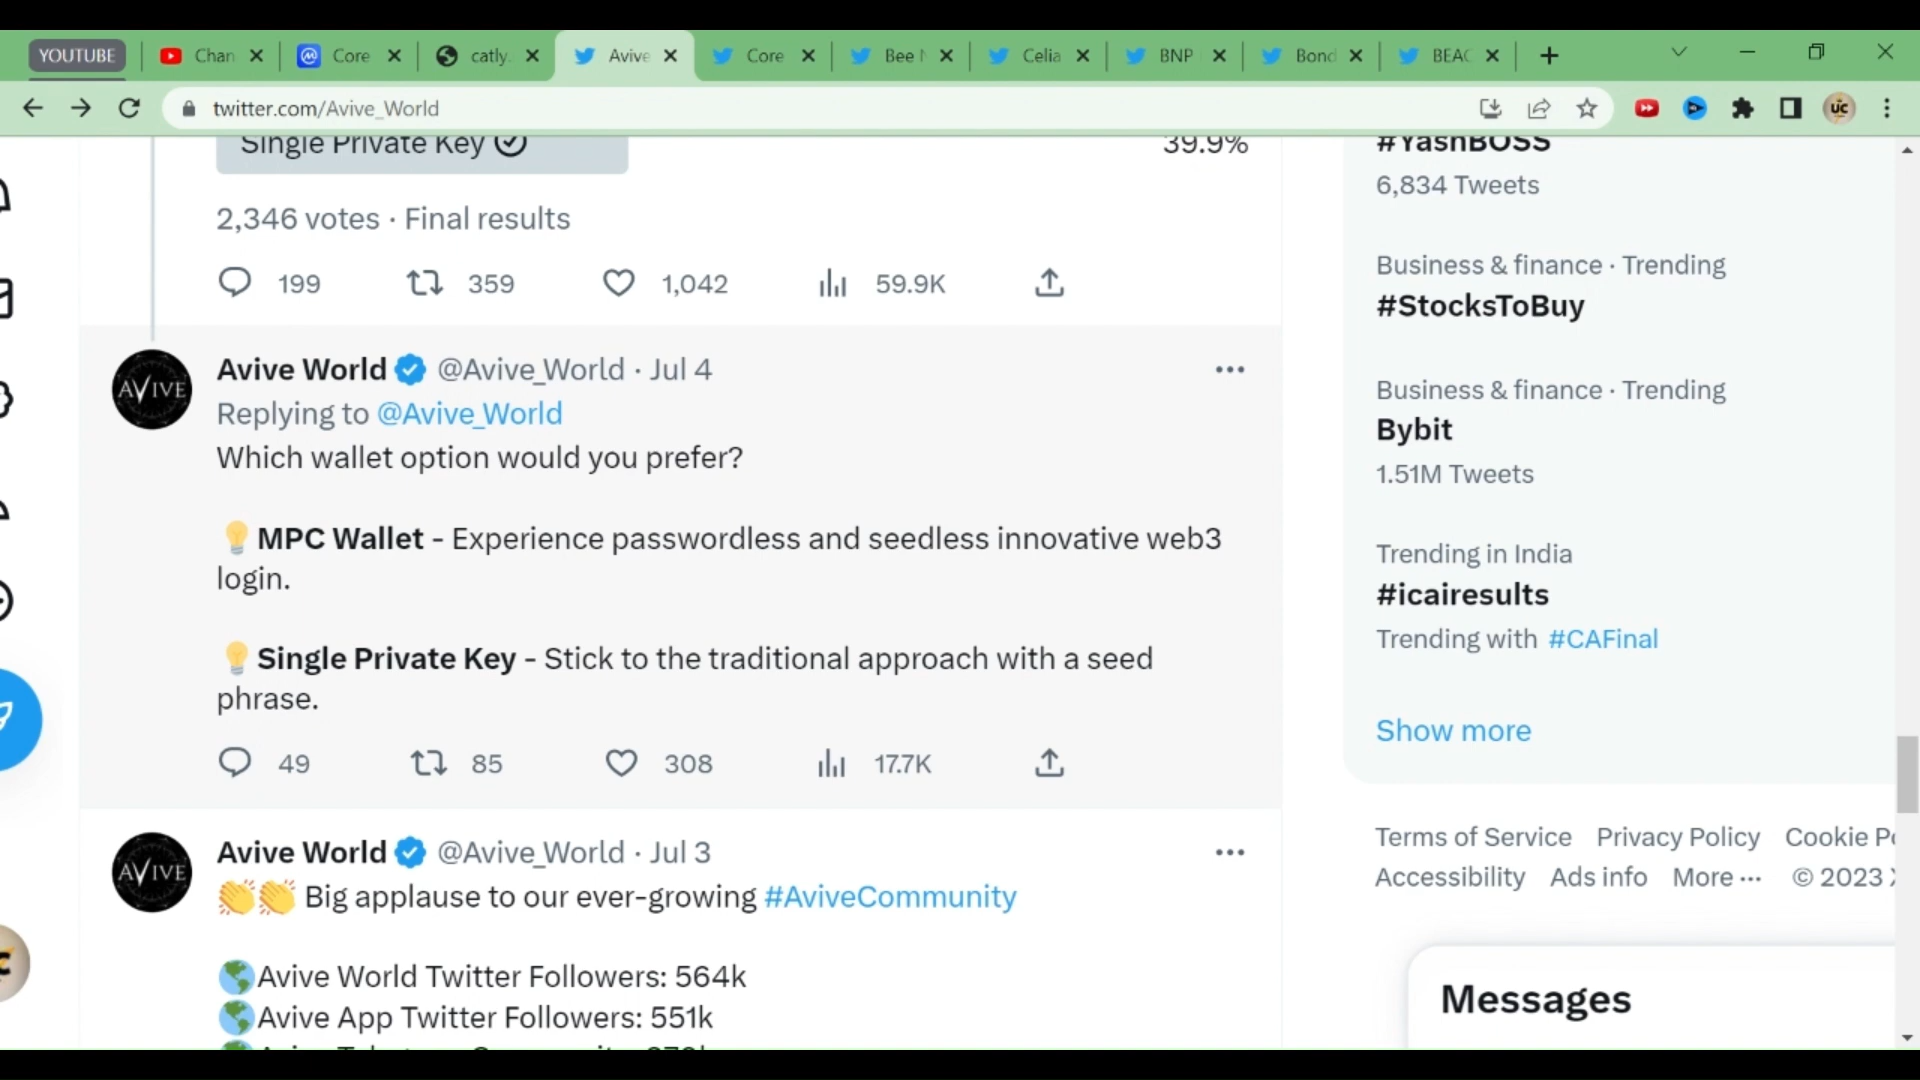 YOUTUBE
Chan
Core
catly.
Avive
Core
Bee N
Celia
BNP
Bond
BEAC
twitter.com/Avive_World
UC
Single Private Key
39.9%
2,346 votes · Final results
199 359 1,042 59.9K
AVIVE
Avive World @Avive_World · Jul 4
Replying to @Avive_World
Which wallet option would you prefer?
💡MPC Wallet - Experience passwordless and seedless innovative web3
login.
💡Single Private Key - Stick to the traditional approach with a seed
phrase.
49 85 308 17.7K
AVIVE
Avive World @Avive_World · Jul 3
👏👏 Big applause to our ever-growing #AviveCommunity
🌎Avive World Twitter Followers: 564k
🌎Avive App Twitter Followers: 551k
#YashBOSS
6,834 Tweets
Business & finance · Trending
#StocksToBuy
Business & finance · Trending
Bybit
1.51M Tweets
Trending in India
#icairesults
Trending with #CAFinal
Show more
Terms of Service Privacy Policy Cookie Po
Accessibility Ads info More ··· © 2023 X
Messages